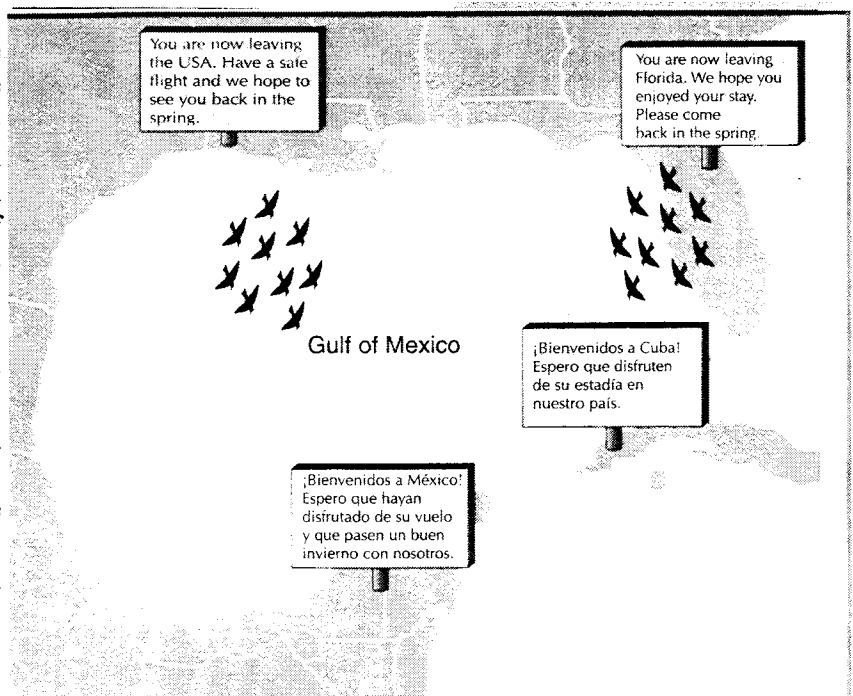 You are now leaving
the USA. Have a safe
flight and we hope to
see you back in the
spring.
You are now leaving
Florida. We hope you
enjoyed your stay.
Please come
back in the spring.
Gulf of Mexico
¡Bienvenidos a Cuba!
Espero que disfruten
de su estadía en
nuestro país.
¡Bienvenidos a México!
Espero que hayan
disfrutado de su vuelo
y que pasen un buen
invierno con nosotros.